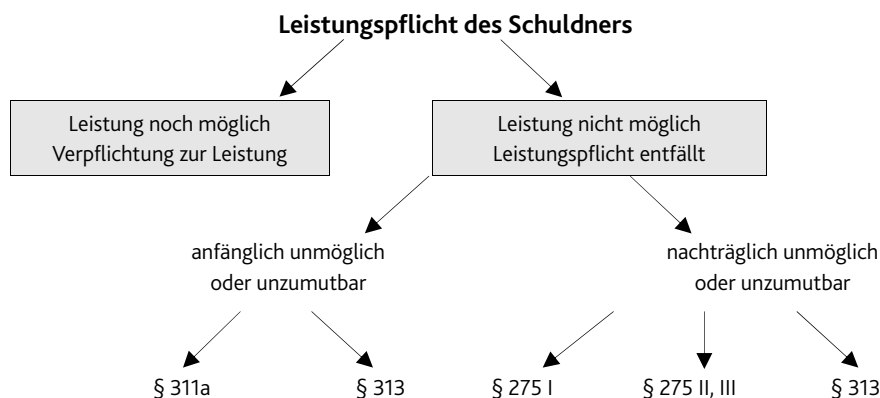 Leistungspflicht des Schuldners
Leistung noch möglich
Verpflichtung zur Leistung
Leistung nicht möglich
Leistungspflicht entfällt
anfänglich unmöglich
oder unzumutbar
nachträglich unmöglich
oder unzumutbar
§ 311a
§ 313
§ 275 I
§ 275 II, III
§ 313